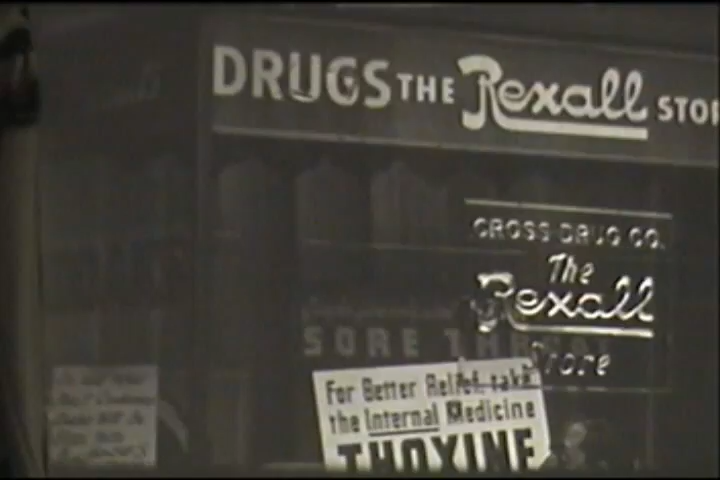 DRUGS THE Rexall STOR
CROSS DRUG CO.
The
Rexall
Store
SORE THROAT
For Better Relief, take
the Internal Medicine
THOXINE